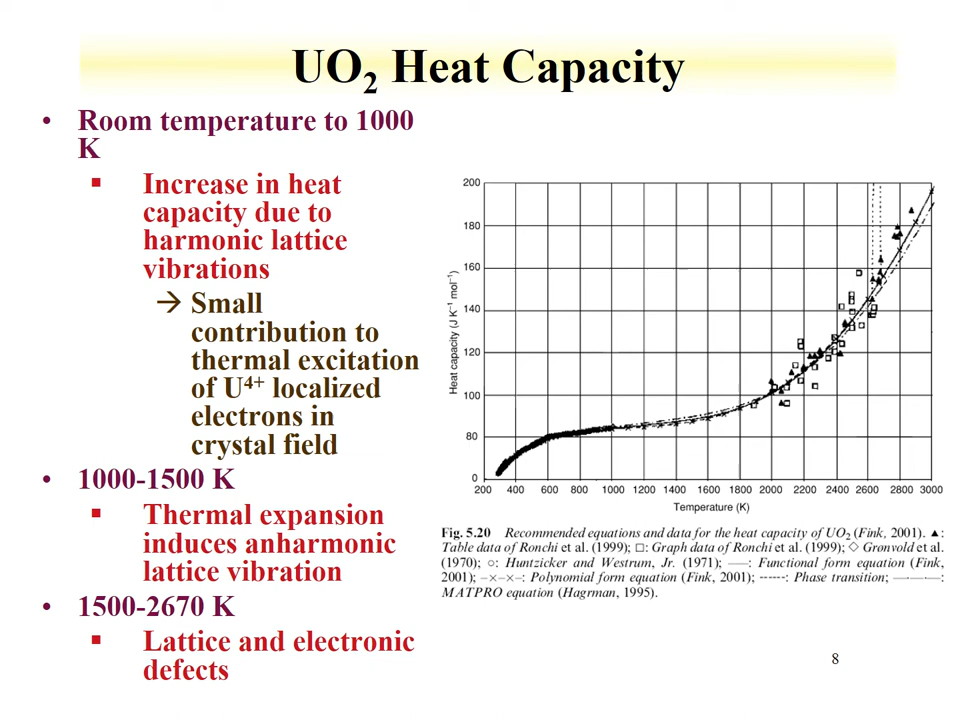 UO2 Heat Capacity
• Room temperature to 1000
K
▪ Increase in heat
capacity due to
harmonic lattice
vibrations
→ Small
contribution to
thermal excitation
of U4+ localized
electrons in
crystal field
• 1000-1500 K
▪ Thermal expansion
induces anharmonic
lattice vibration
• 1500-2670 K
▪ Lattice and electronic
defects
200
180
160
140
120
100
80
0
Heat capacity (J K−1 mol−1)
200 400 600 800 1000 1200 1400 1600 1800 2000 2200 2400 2600 2800 3000
Temperature (K)
Fig. 5.20 Recommended equations and data for the heat capacity of UO2 (Fink, 2001). ▲:
Table data of Ronchi et al. (1999); □: Graph data of Ronchi et al. (1999); ◇ Gronvold et al.
(1970); ○: Huntzicker and Westrum, Jr. (1971); ——: Functional form equation (Fink,
2001); –×–×–: Polynomial form equation (Fink, 2001); ------: Phase transition; —·—·—:
MATPRO equation (Hagrman, 1995).
8